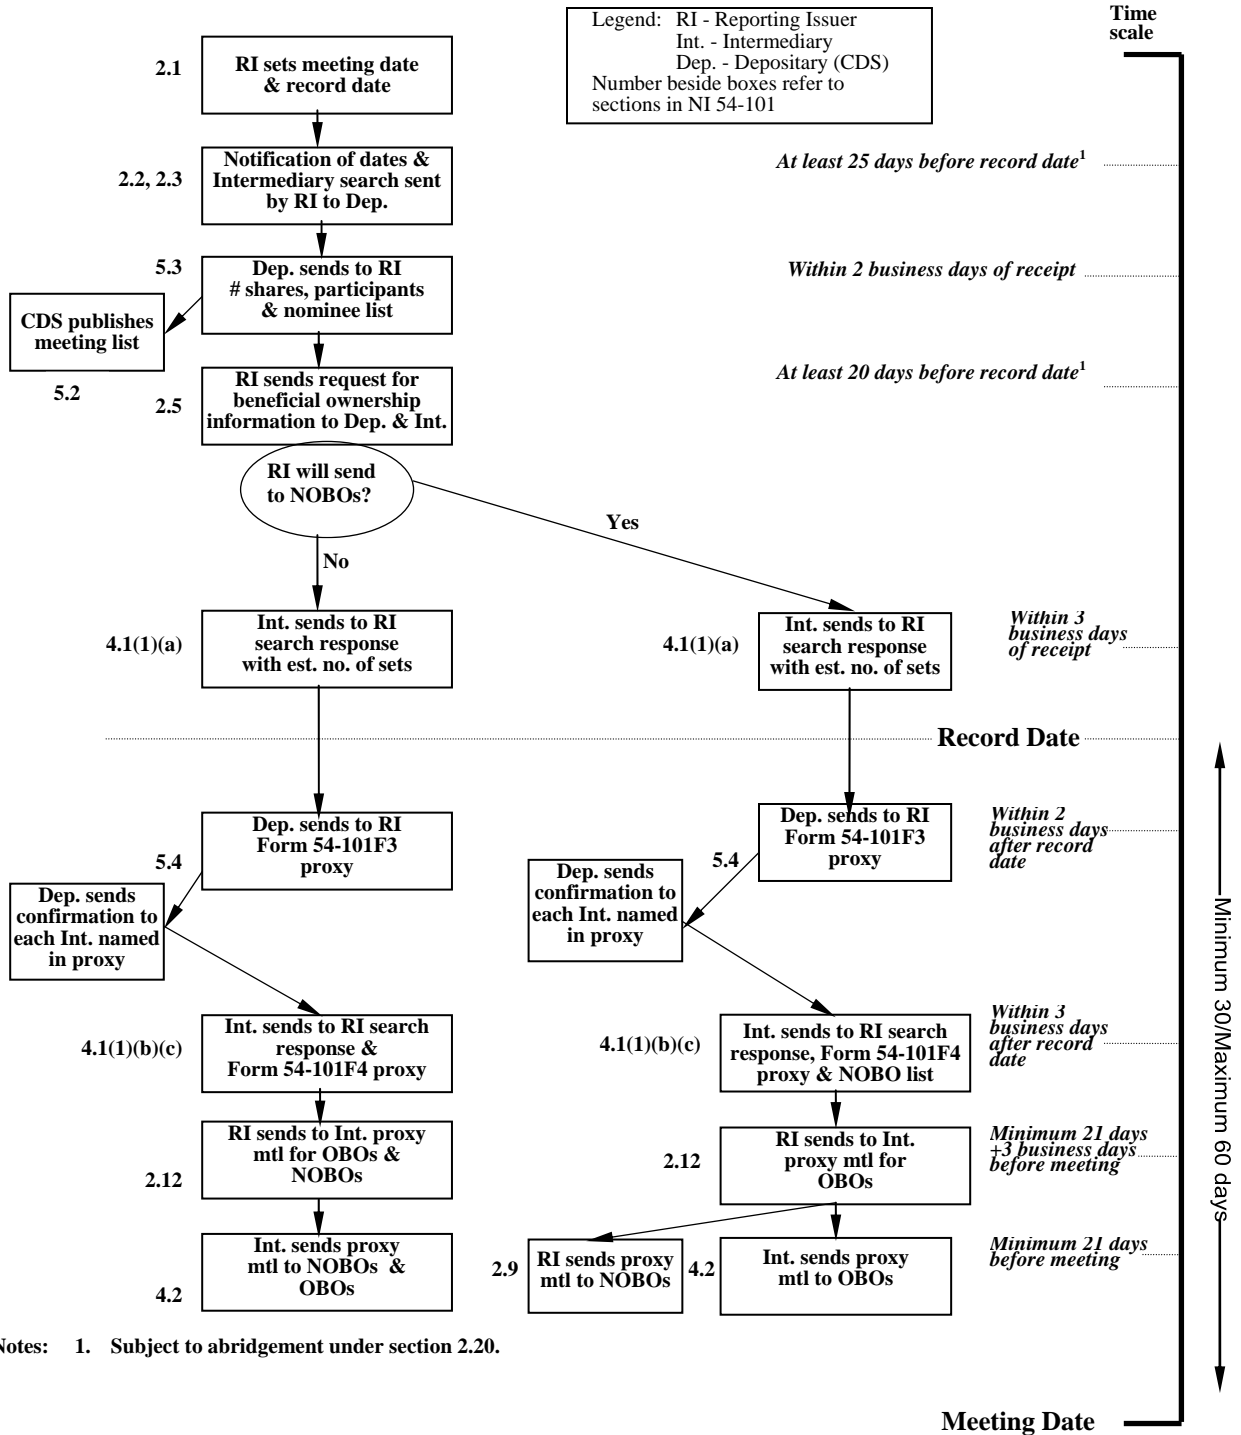 Legend: RI - Reporting Issuer
Int. - Intermediary
Dep. - Depositary (CDS)
Number beside boxes refer to
sections in NI 54-101
Time
scale
2.1
RI sets meeting date
& record date
2.2, 2.3
Notification of dates &
Intermediary search sent
by RI to Dep.
At least 25 days before record date1
5.3
Dep. sends to RI
# shares, participants
& nominee list
Within 2 business days of receipt
CDS publishes
meeting list
5.2
2.5
RI sends request for
beneficial ownership
information to Dep. & Int.
At least 20 days before record date1
RI will send
to NOBOs?
Yes
No
4.1(1)(a)
Int. sends to RI
search response
with est. no. of sets
4.1(1)(a)
Int. sends to RI
search response
with est. no. of sets
Within 3
business days
of receipt
Record Date
Dep. sends to RI
Form 54-101F3
proxy
5.4
Dep. sends
confirmation to
each Int. named
in proxy
Dep. sends to RI
Form 54-101F3
proxy
5.4
Dep. sends
confirmation to
each Int. named
in proxy
Within 2
business days
after record
date
4.1(1)(b)(c)
Int. sends to RI search
response &
Form 54-101F4 proxy
4.1(1)(b)(c)
Int. sends to RI search
response, Form 54-101F4
proxy & NOBO list
Within 3
business days
after record
date
2.12
RI sends to Int. proxy
mtl for OBOs &
NOBOs
2.12
RI sends to Int.
proxy mtl for
OBOs
Minimum 21 days
+3 business days
before meeting
4.2
Int. sends proxy
mtl to NOBOs &
OBOs
2.9
RI sends proxy
mtl to NOBOs
4.2
Int. sends proxy
mtl to OBOs
Minimum 21 days
before meeting
Minimum 30/Maximum 60 days
Notes: 1. Subject to abridgement under section 2.20.
Meeting Date